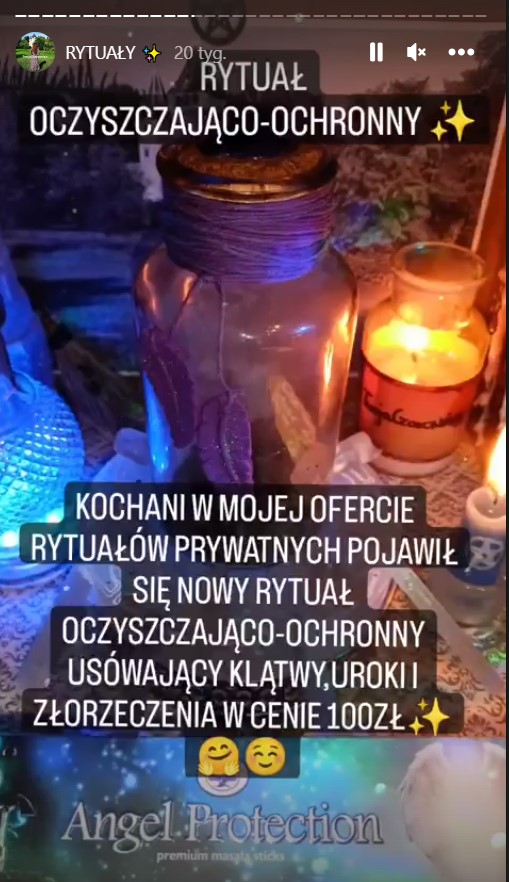 RYTUAŁY ✨ 20 tyg.
RYTUAŁ
OCZYSZCZAJĄCO-OCHRONNY ✨
KOCHANI W MOJEJ OFERCIE
RYTUAŁÓW PRYWATNYCH POJAWIŁ
SIĘ NOWY RYTUAŁ
OCZYSZCZAJĄCO-OCHRONNY
USÓWAJĄCY KLĄTWY,UROKI I
ZŁORZECZENIA W CENIE 100ZŁ✨
🤗☺️
Angel Protection
premium masala sticks